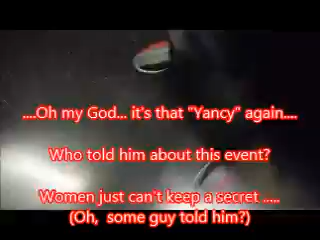 ....Oh my God... it's that "Yancy" again....
Who told him about this event?
Women just can't keep a secret .....
(Oh,  some guy told him?)